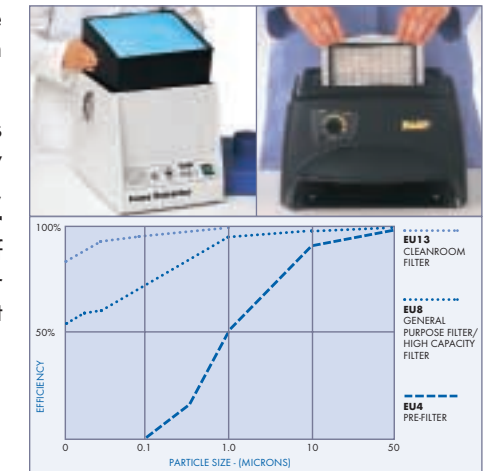 100%
50%
EFFICIENCY
0 0.1 1.0 10 50
PARTICLE SIZE - (MICRONS)
EU13
CLEANROOM
FILTER
EU8
GENERAL
PURPOSE FILTER/
HIGH CAPACITY
FILTER
EU4
PRE-FILTER